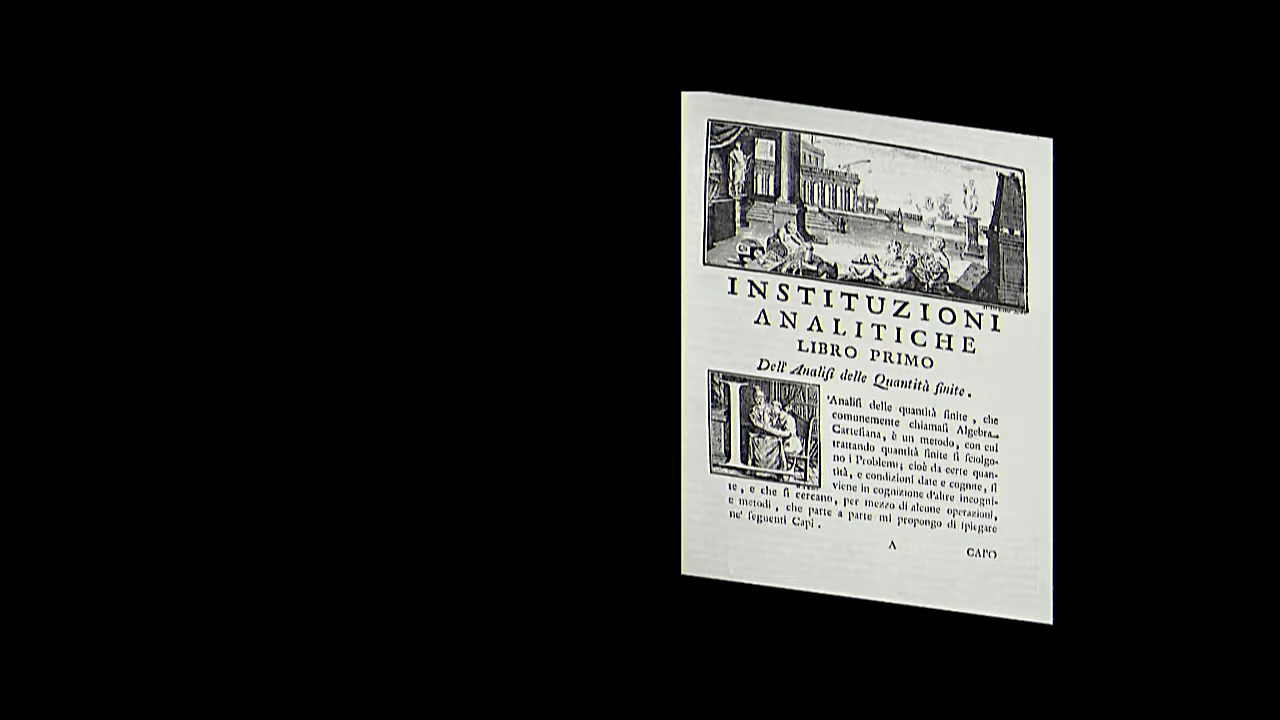 INSTITUZIONI
ANALITICHE
LIBRO PRIMO
Dell' Analiſi delle Quantità finite.
L'Analiſi delle quantità finite, che
comunemente chiamaſi Algebra
Carteſiana, è un metodo, con cui
trattando quantità finite ſi ſciolgo-
no i Problemi; cioè da certe quan-
tità, e condizioni date e cognite, ſi
viene in cognizione d'altre incogni-
te, e che ſi cercano, per mezzo di alcune operazioni,
e metodi, che parte a parte mi propongo di ſpiegare
ne' ſeguenti Capi.
A CAPO